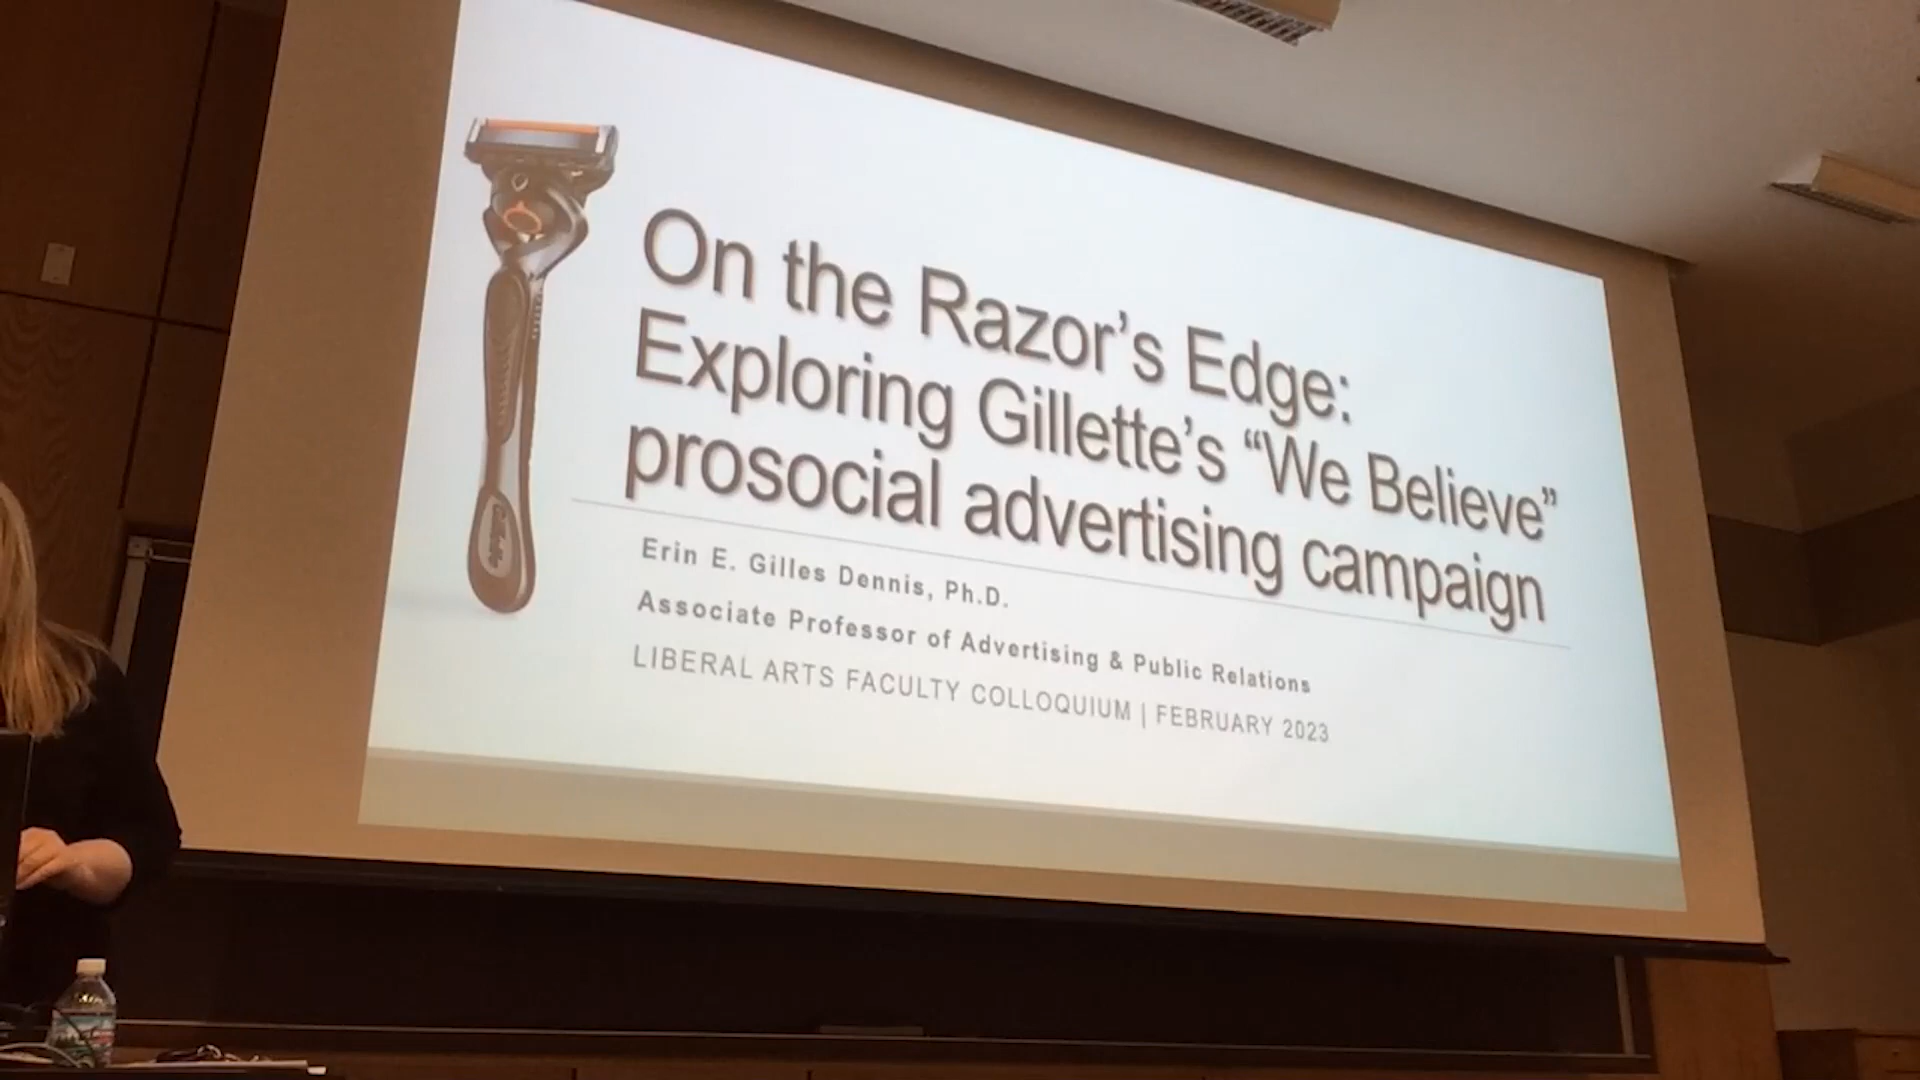 On the Razor’s Edge:
Exploring Gillette’s “We Believe”
prosocial advertising campaign
Erin E. Gilles Dennis, Ph.D.
Associate Professor of Advertising & Public Relations
LIBERAL ARTS FACULTY COLLOQUIUM | FEBRUARY 2023